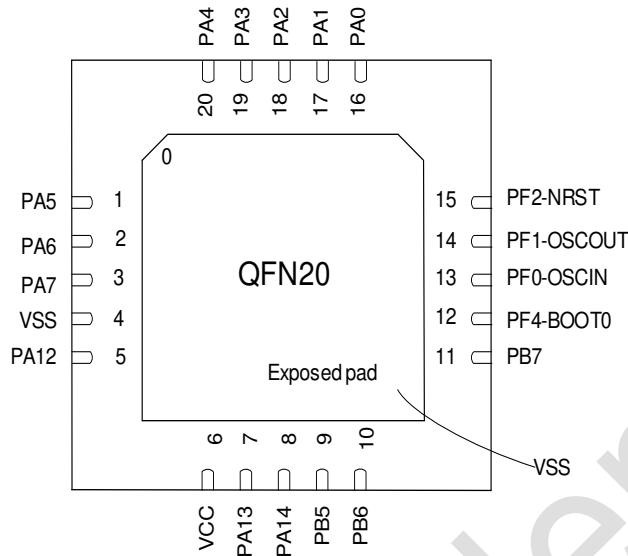 PA4 PA3 PA2 PA1 PA0
20 19 18 17 16
0
PA5 1 15 PF2-NRST
PA6 2 14 PF1-OSCOUT
PA7 3 QFN20 13 PF0-OSCIN
VSS 4 12 PF4-BOOT0
PA12 5 11 PB7
Exposed pad
6 7 8 9 10
VSS
VCC PA13 PA14 PB5 PB6